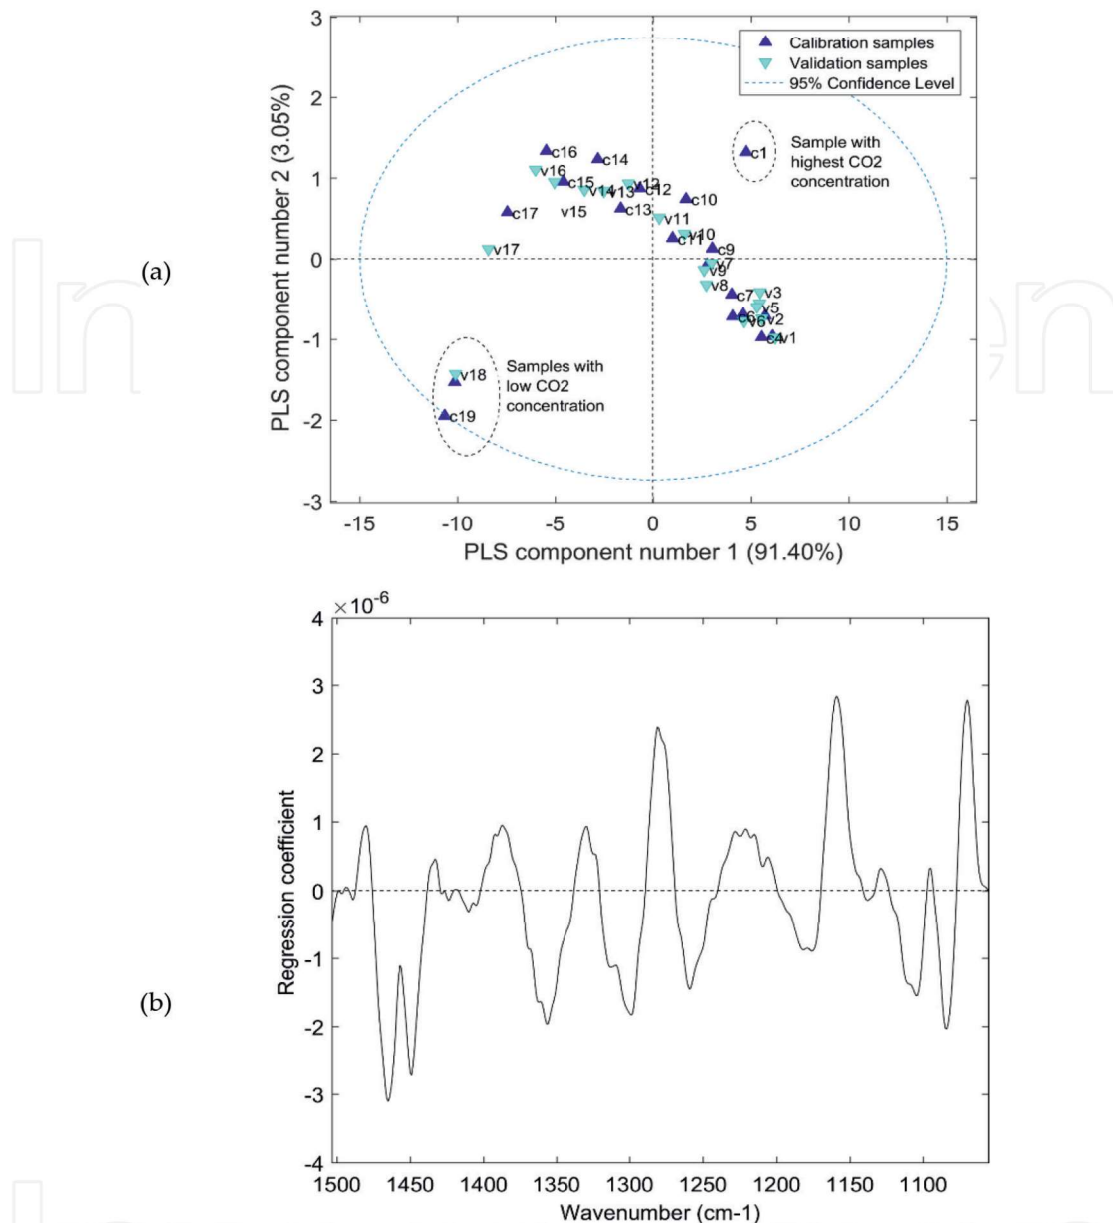 (a)
3
2
1
0
-1
-2
-3
PLS component number 2 (3.05%)
Calibration samples
Validation samples
95% Confidence Level
c1
Sample with
highest CO2
concentration
c16
c14
v16
c15
v14
v13
v12
c12
c10
c17
v15
c13
v11
v10
c11
c9
v17
v7
v9
v8
c7
v3
v5
c6
v6
v2
c4
v1
v18
c19
Samples with
low CO2
concentration
-15
-10
-5
0
5
10
15
PLS component number 1 (91.40%)
(b)
×10-6
4
3
2
1
0
-1
-2
-3
-4
Regression coefficient
1500
1450
1400
1350
1300
1250
1200
1150
1100
Wavenumber (cm-1)